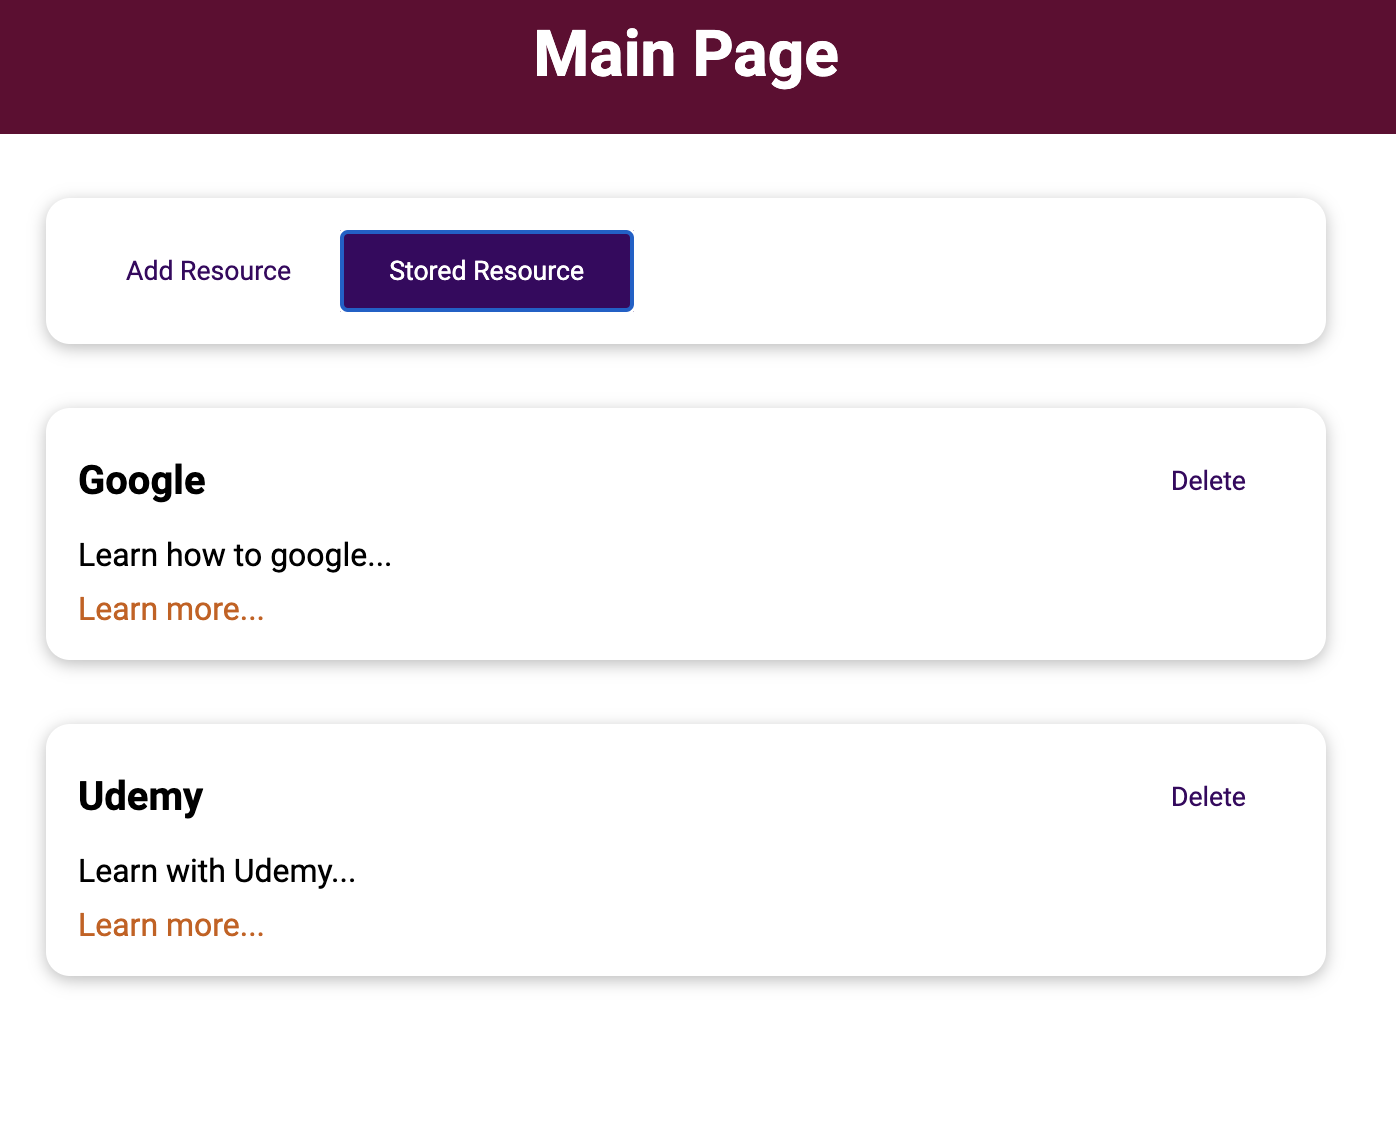 Main Page
Add Resource Stored Resource
Google Delete
Learn how to google...
Learn more...
Udemy Delete
Learn with Udemy...
Learn more...